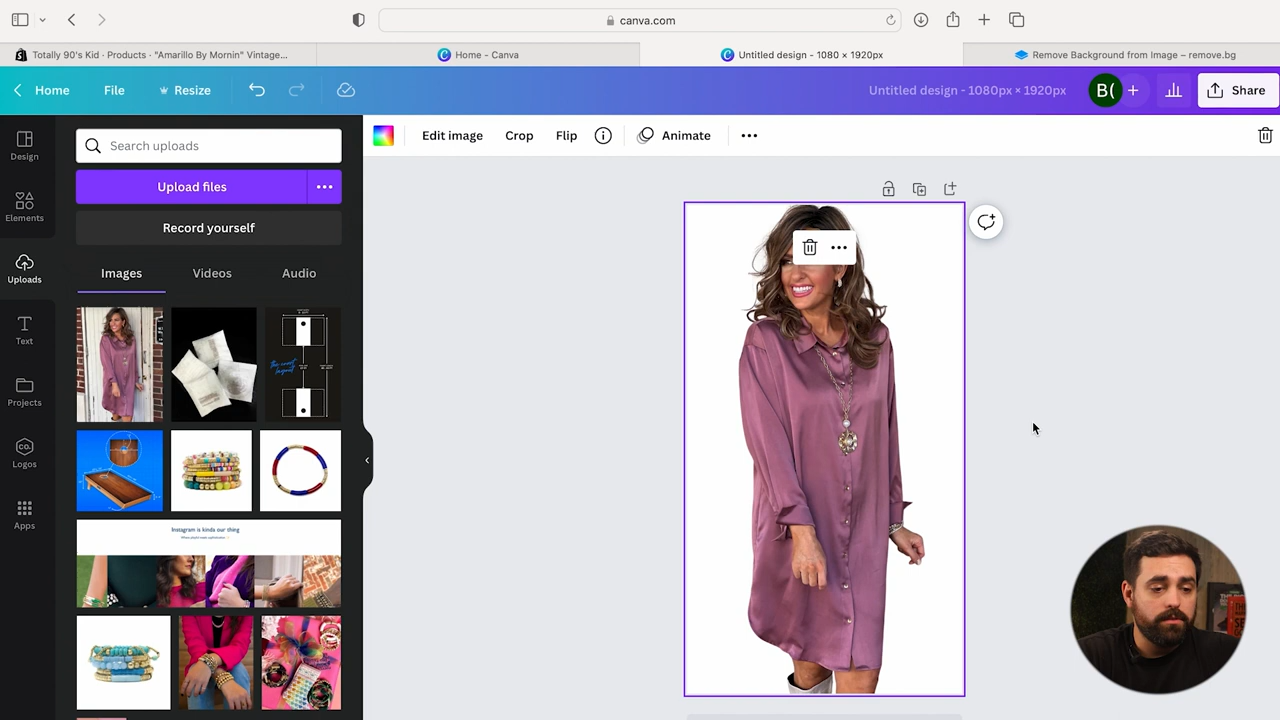 canva.com
Totally 90's Kid · Products · "Amarillo By Mornin" Vintage...
Home – Canva
Untitled design - 1080 × 1920px
Remove Background from Image – remove.bg
Home
File
Resize
Untitled design - 1080px × 1920px
B(
Share
Design
Elements
Uploads
Text
Projects
CO.
Logos
Apps
Search uploads
Upload files
Record yourself
Images
Videos
Audio
Instagram is kinda our thing
Edit image
Crop
Flip
Animate